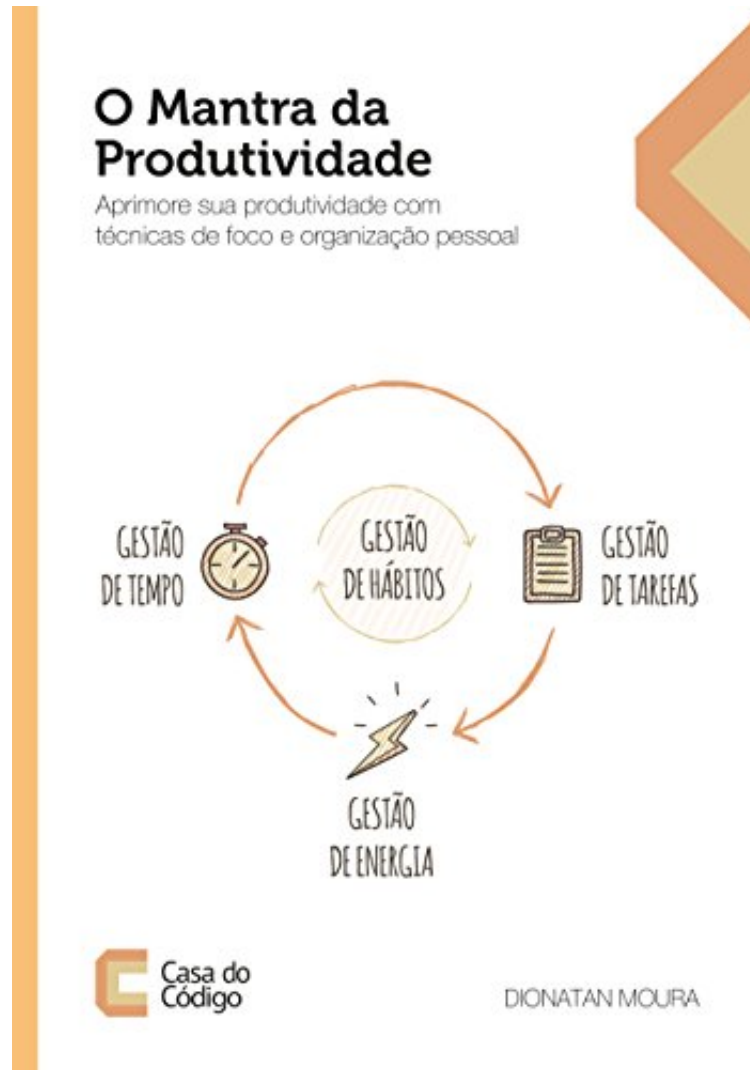 O Mantra da
Produtividade
Aprimore sua produtividade com
técnicas de foco e organização pessoal
GESTÃO
DE TEMPO
GESTÃO
DE HÁBITOS
GESTÃO
DE TAREFAS
GESTÃO
DE ENERGIA
Casa do
Código
DIONATAN MOURA